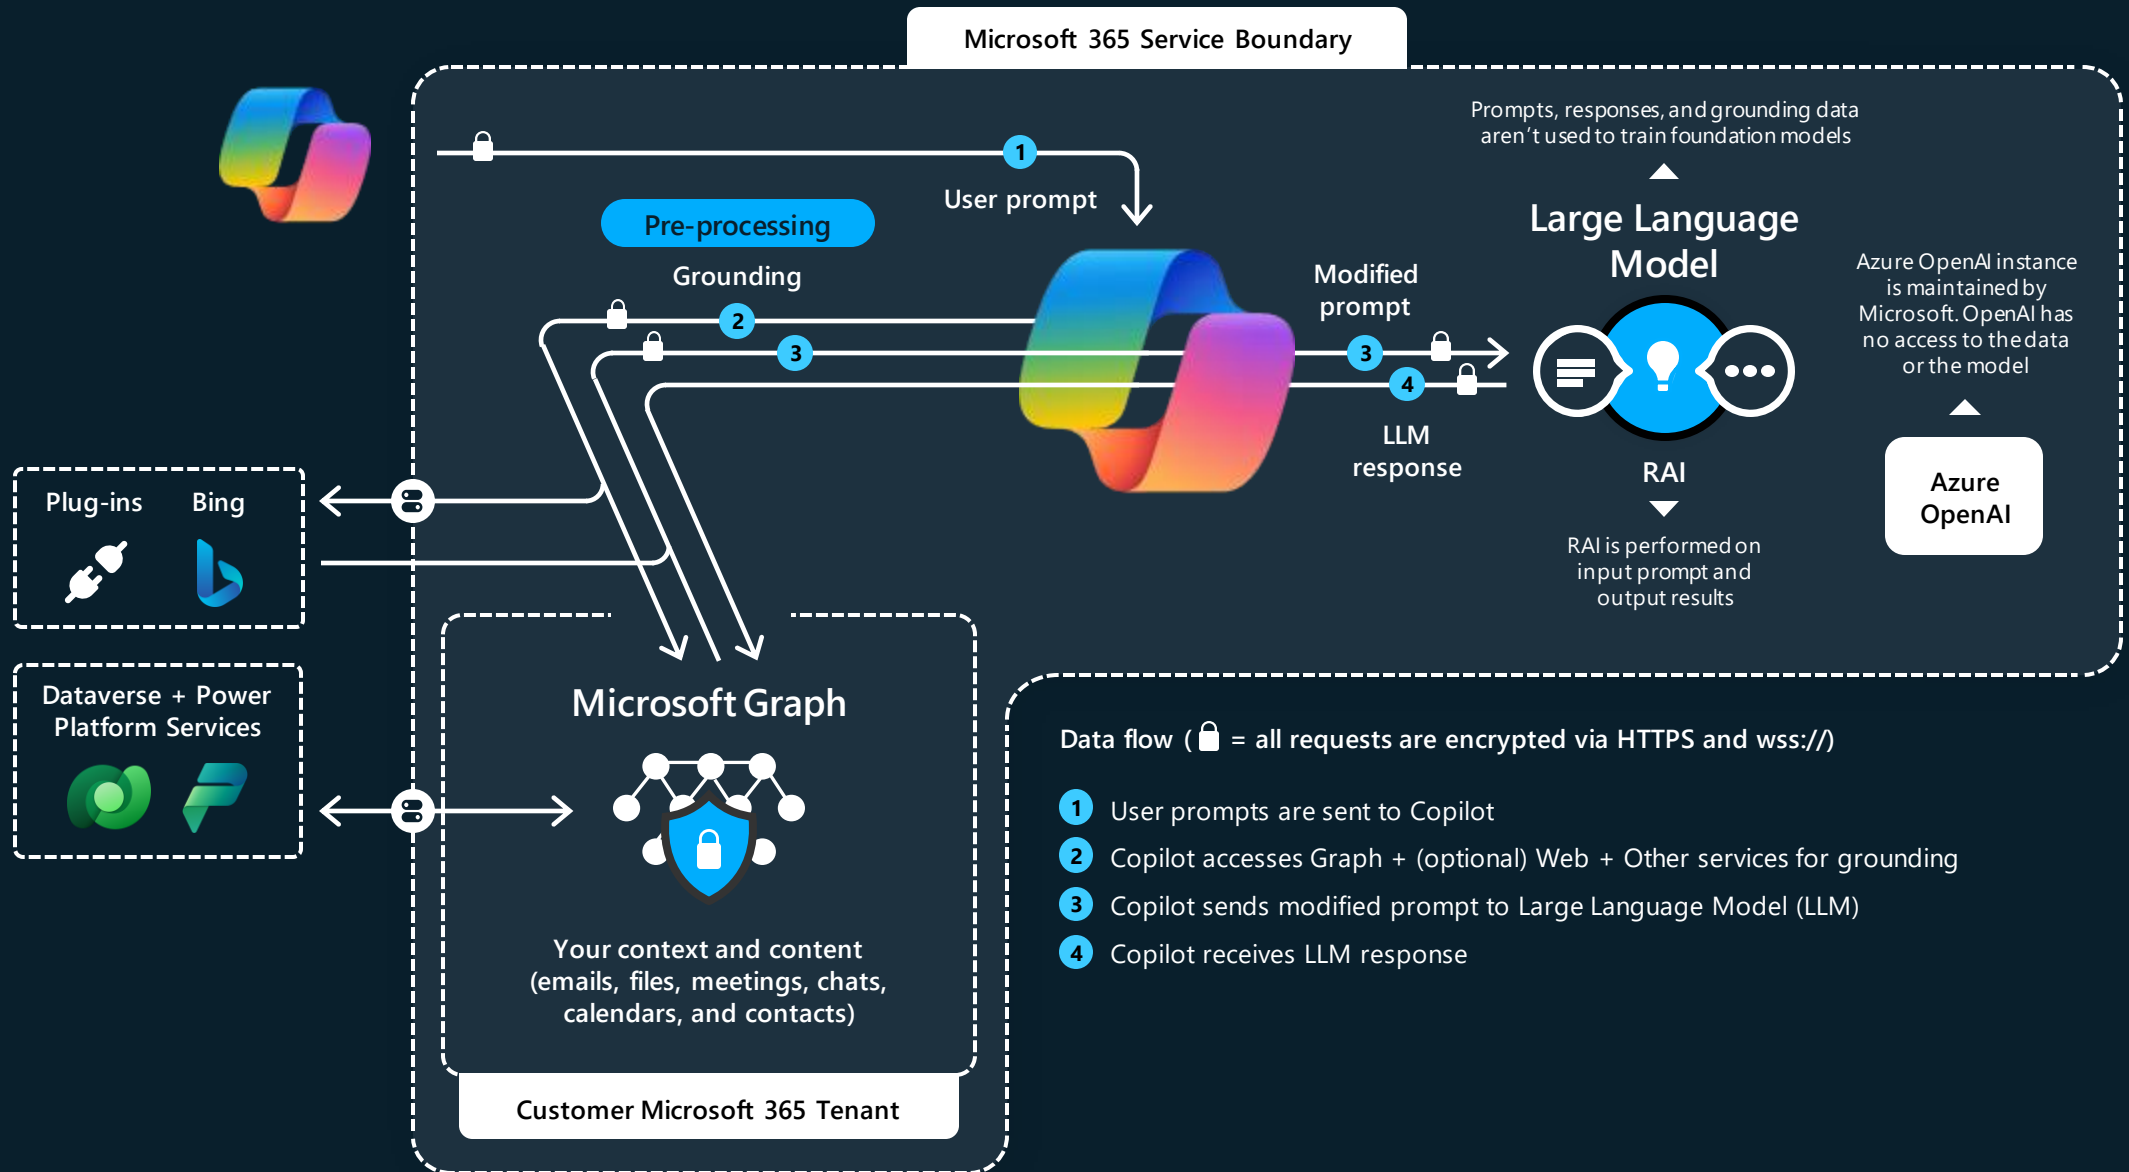 Microsoft 365 Service Boundary
Prompts, responses, and grounding data
aren't used to train foundation models
1
User prompt
Pre-processing
Grounding
2
3
Modified
prompt
3
4
LLM
response
Large Language
Model
RAI
RAI is performed on
input prompt and
output results
Azure OpenAI instance
is maintained by
Microsoft. OpenAI has
no access to the data
or the model
Azure
OpenAI
Plug-ins
Bing
Dataverse + Power
Platform Services
Microsoft Graph
Your context and content
(emails, files, meetings, chats,
calendars, and contacts)
Customer Microsoft 365 Tenant
Data flow ( = all requests are encrypted via HTTPS and wss://)
1 User prompts are sent to Copilot
2 Copilot accesses Graph + (optional) Web + Other services for grounding
3 Copilot sends modified prompt to Large Language Model (LLM)
4 Copilot receives LLM response